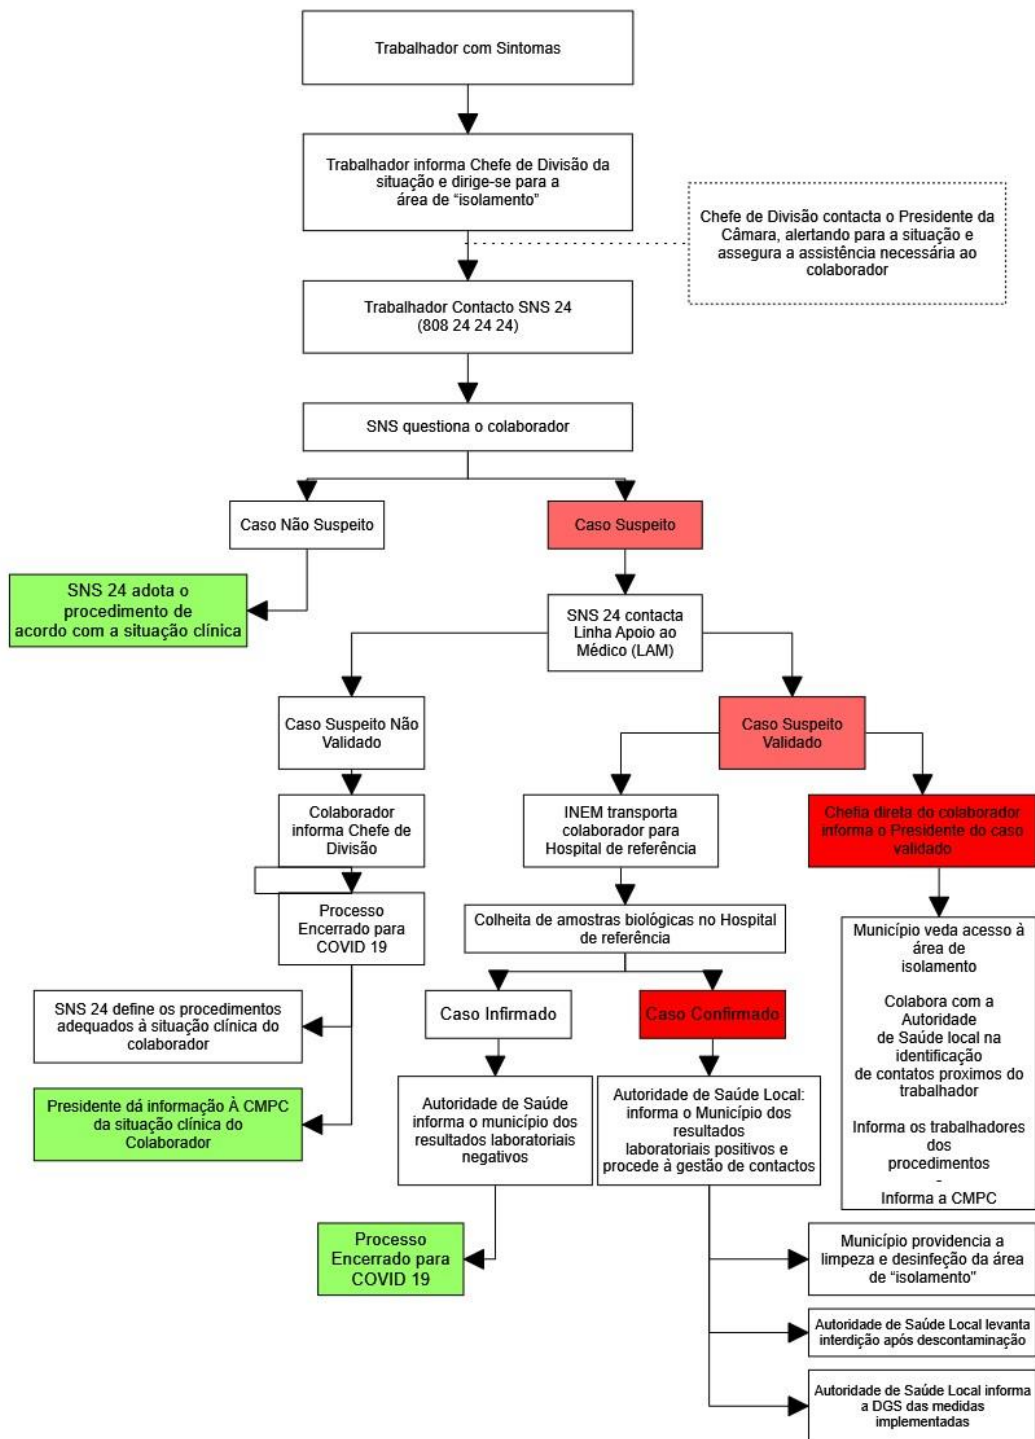 Trabalhador com Sintomas
Trabalhador informa Chefe de Divisão da
situação e dirige-se para a
área de “isolamento”
Chefe de Divisão contacta o Presidente da
Câmara, alertando para a situação e
assegura a assistência necessária ao
colaborador
Trabalhador Contacto SNS 24
(808 24 24 24)
SNS questiona o colaborador
Caso Não Suspeito
Caso Suspeito
SNS 24 adota o
procedimento de
acordo com a situação clínica
SNS 24 contacta
Linha Apoio ao
Médico (LAM)
Caso Suspeito Não
Validado
Caso Suspeito
Validado
Colaborador
informa Chefe de
Divisão
INEM transporta
colaborador para
Hospital de referência
Chefia direta do colaborador
informa o Presidente do caso
validado
Processo
Encerrado para
COVID 19
Colheita de amostras biológicas no Hospital
de referência
Município veda acesso à
área de
isolamento
Colabora com a
Autoridade
de Saúde local na
identificação
de contatos proximos do
trabalhador
Informa os trabalhadores
dos
procedimentos
-
Informa a CMPC
SNS 24 define os procedimentos
adequados à situação clínica do
colaborador
Caso Infirmado
Caso Confirmado
Presidente dá informação À CMPC
da situação clínica do
Colaborador
Autoridade de Saúde
informa o município dos
resultados laboratoriais
negativos
Autoridade de Saúde Local:
informa o Município dos
resultados
laboratoriais positivos e
procede à gestão de contactos
Processo
Encerrado para
COVID 19
Município providencia a
limpeza e desinfeção da área
de “isolamento”
Autoridade de Saúde Local levanta
interdição após descontaminação
Autoridade de Saúde Local informa
a DGS das medidas
implementadas